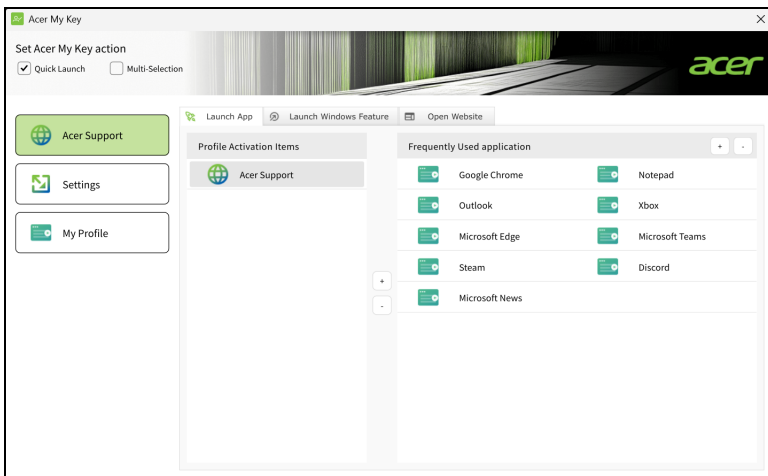 Acer My Key
Set Acer My Key action
Quick Launch Multi-Selection
acer
Launch App Launch Windows Feature Open Website
Acer Support
Settings
My Profile
Profile Activation Items
Acer Support
+
-
Frequently Used application + -
Google Chrome Notepad
Outlook Xbox
Microsoft Edge Microsoft Teams
Steam Discord
Microsoft News